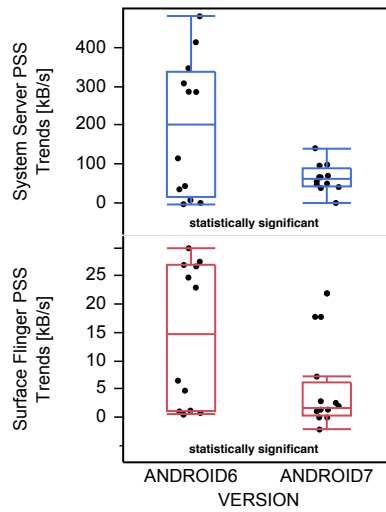 System Server PSS
Trends [kB/s]
400
300
200
100
0
statistically significant
Surface Flinger PSS
Trends [kB/s]
25
20
15
10
5
0
statistically significant
ANDROID6 ANDROID7
VERSION